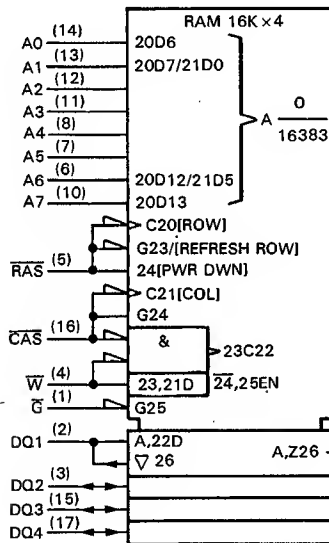 RAM 16K×4
A0 (14) 20D6
A1 (13) 20D7/21D0
A2 (12)
A3 (11)
A4 (8)
A5 (7)
A6 (6) 20D12/21D5
A7 (10) 20D13
A 0/16383
C20[ROW]
G23/[REFRESH ROW]
RAS (5) 24[PWR DWN]
C21[COL]
G24
CAS (16) & 23C22
W (4) 23,21D 24,25EN
G (1) G25
DQ1 (2) A,22D A,Z26
▽ 26
DQ2 (3)
DQ3 (15)
DQ4 (17)